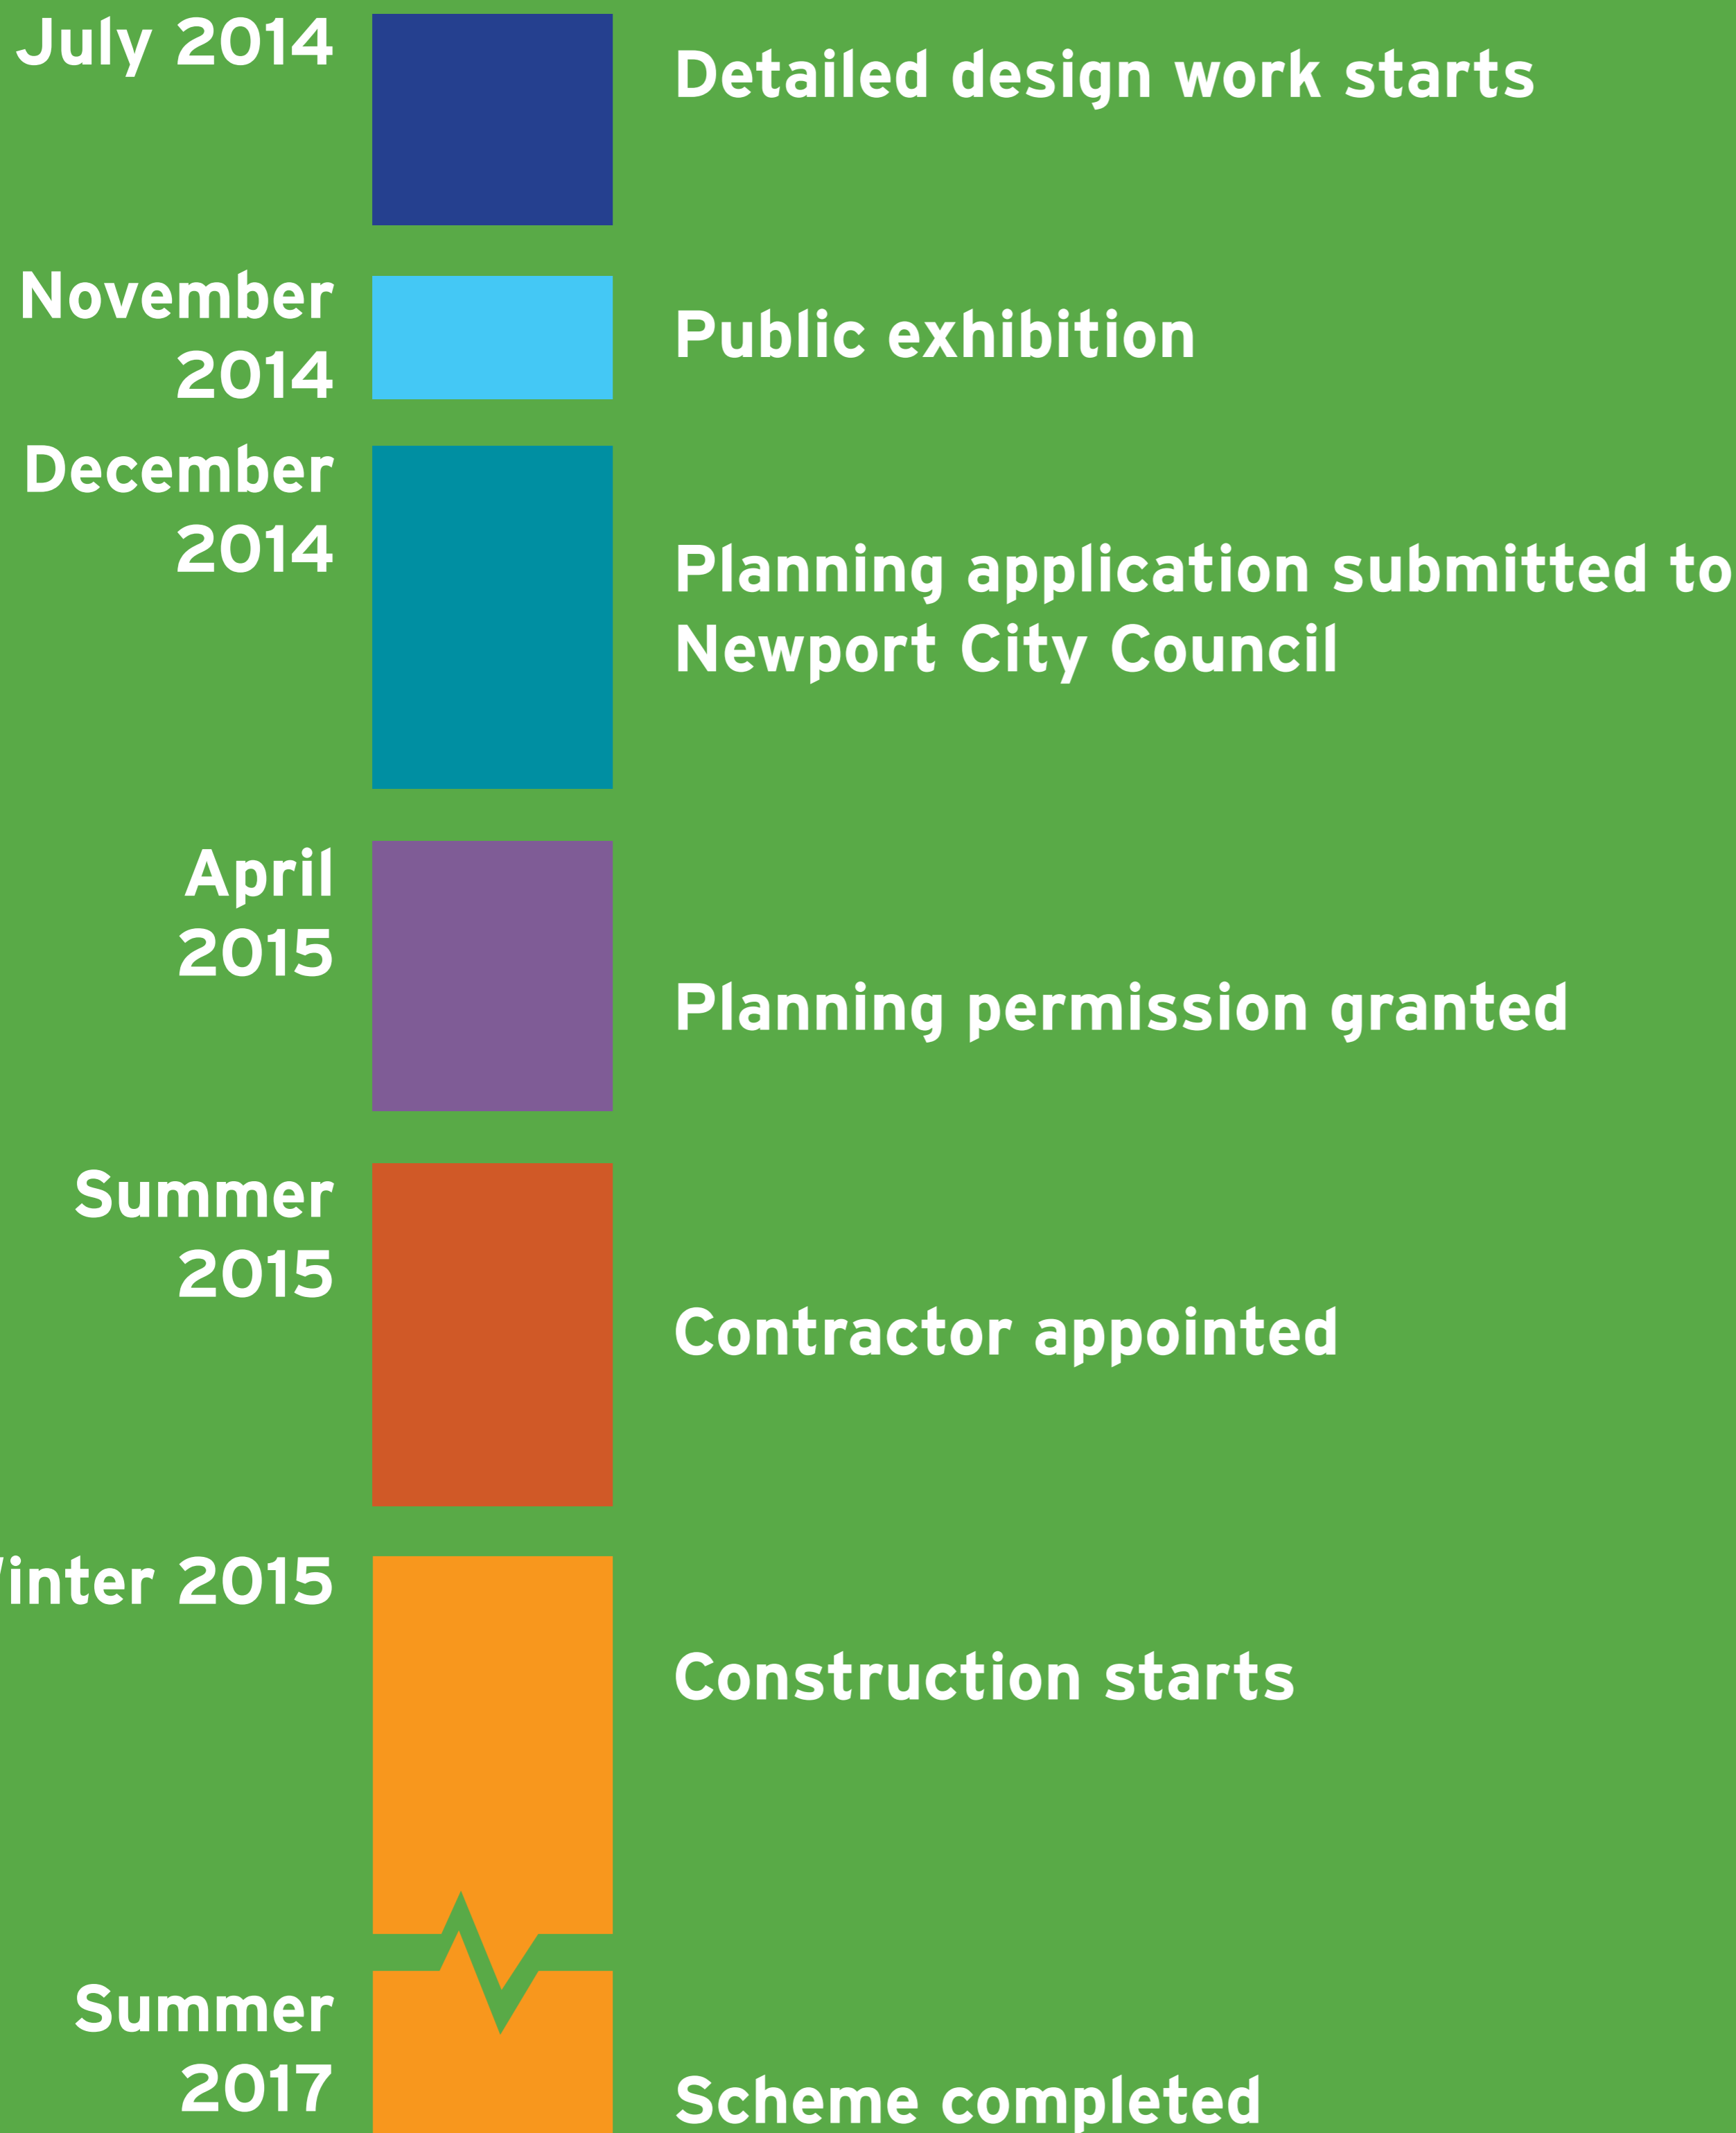 July 2014
Detailed design work starts
November
2014
Public exhibition
December
2014
Planning application submitted to
Newport City Council
April
2015
Planning permission granted
Summer
2015
Contractor appointed
Winter 2015
Construction starts
Summer
2017
Scheme completed